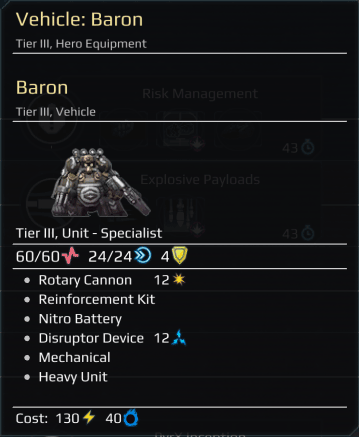 Vehicle: Baron
Tier III, Hero Equipment
Baron
Risk Management
Tier III, Vehicle
43
Explosive Payloads
43
Tier III, Unit - Specialist
60/60 24/24 4
Rotary Cannon 12
Reinforcement Kit
Nitro Battery
Disruptor Device 12
Mechanical
Heavy Unit
Cost: 130 40